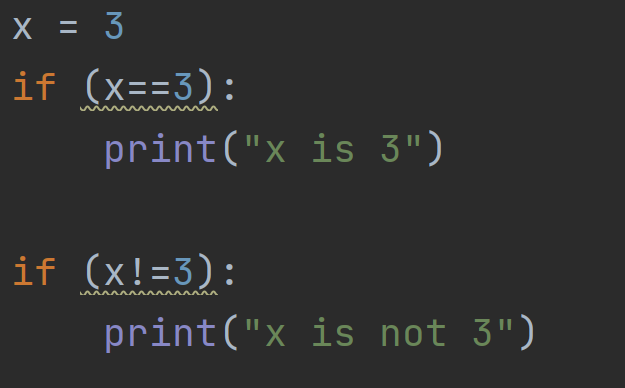 x = 3
if (x==3):
    print("x is 3")

if (x!=3):
    print("x is not 3")